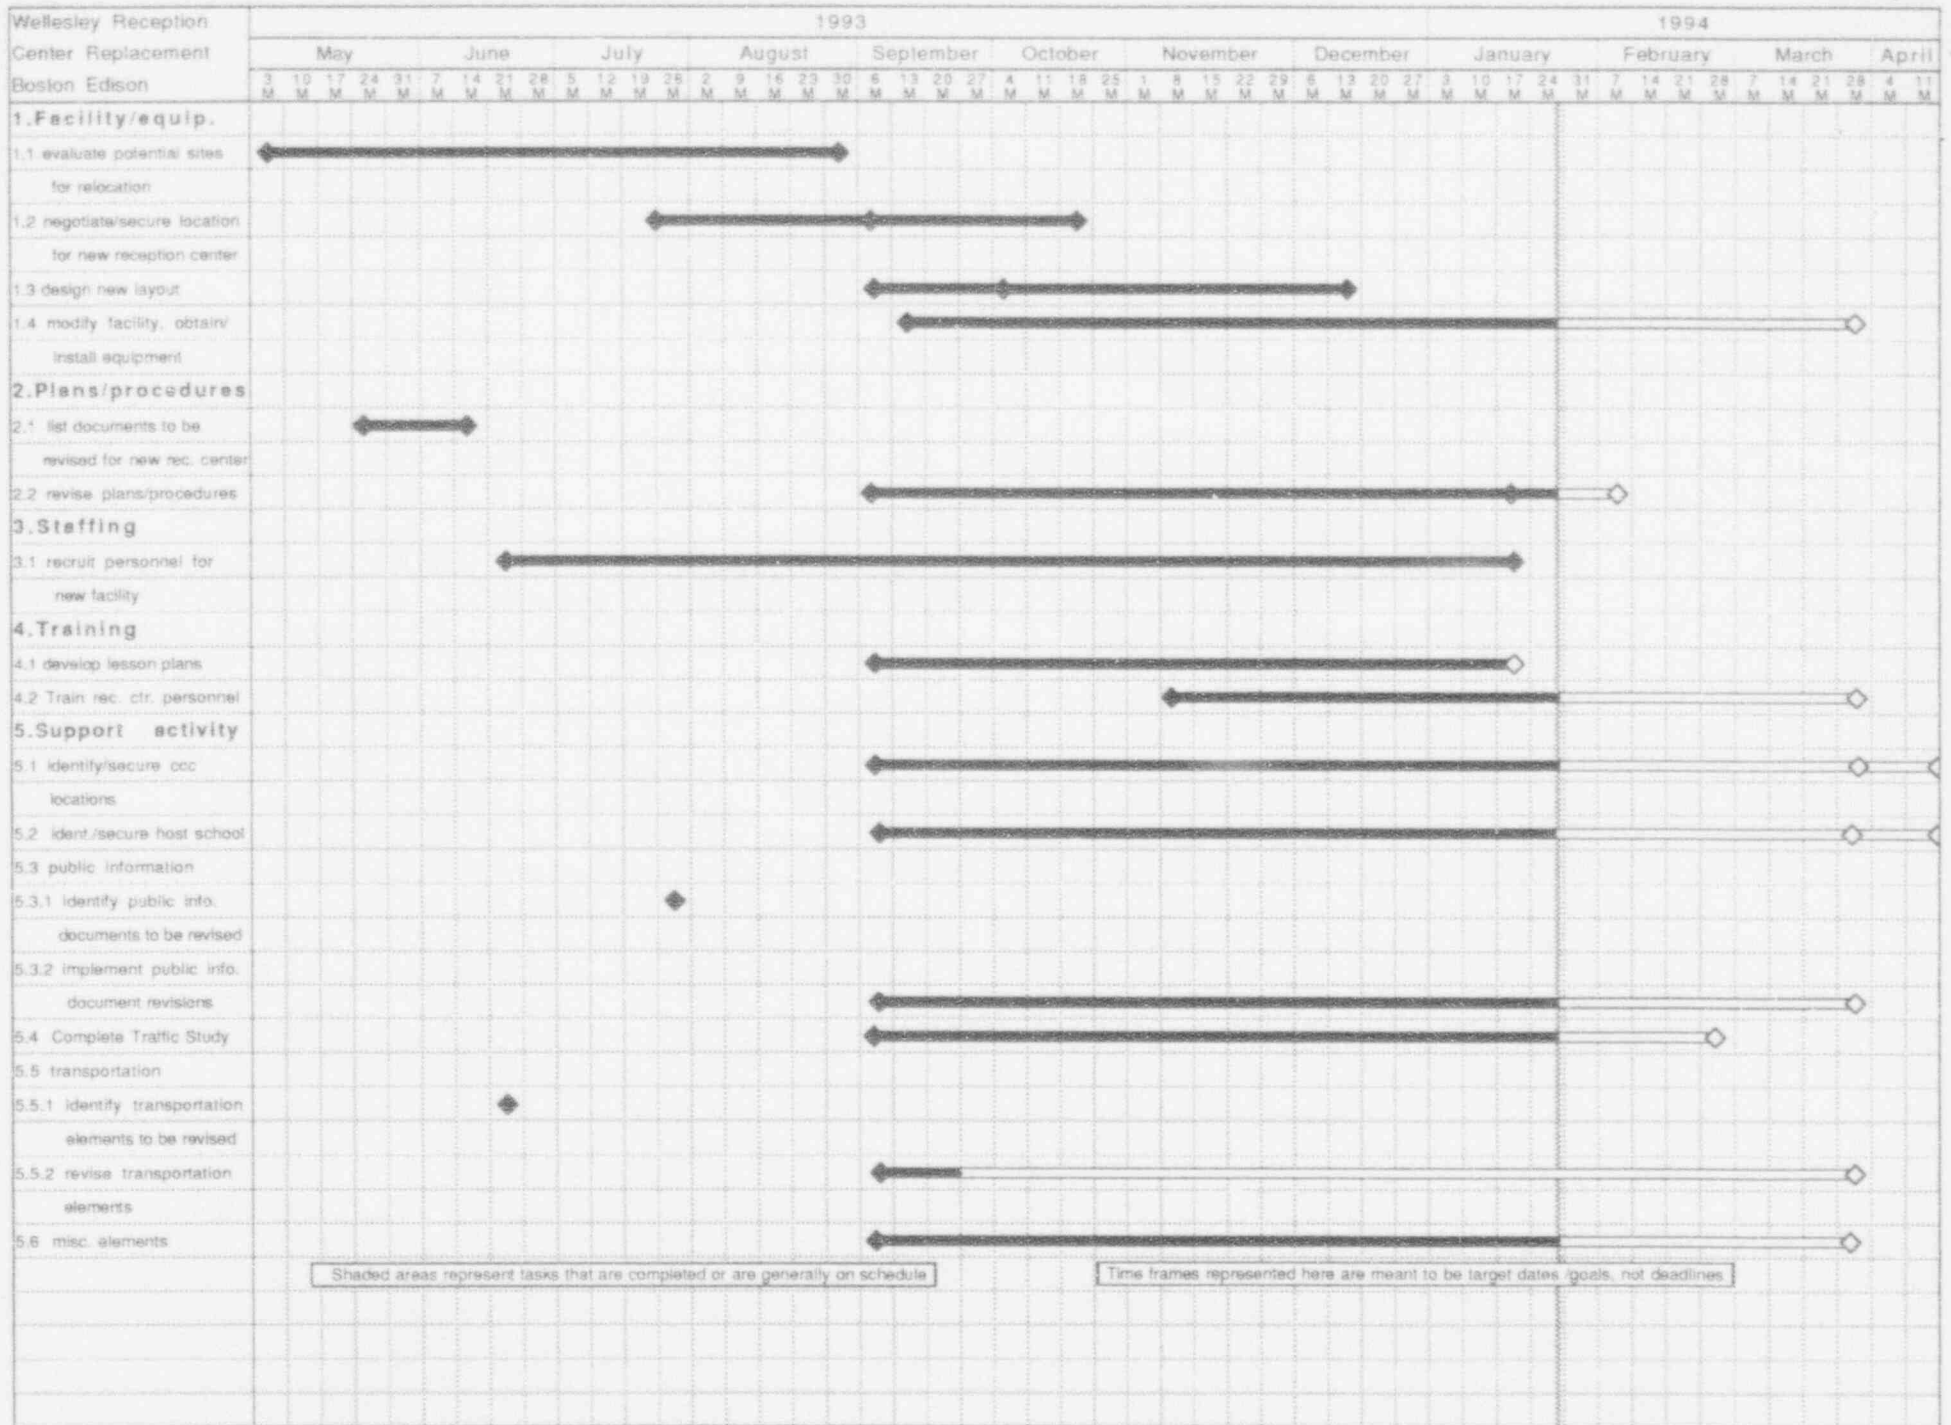 Wellesley Reception
Center Replacement
Boston Edison
1993 1994
May June July August September October November December January February March April
3 10 17 24 31 7 14 21 28 5 12 19 26 2 9 16 23 30 6 13 20 27 4 11 18 25 1 8 15 22 29 6 13 20 27 3 10 17 24 31 7 14 21 28 7 14 21 28 4 11
M M M M M M M M M M M M M M M M M M M M M M M M M M M M M M M M M M M M M M M M M M M M M M M M M M
1.Facility/equip.
1.1 evaluate potential sites
for relocation
1.2 negotiate/secure location
for new reception center
1.3 design new layout
1.4 modify facility, obtain/
install equipment
2.Plans/procedures
list documents to be
revised for new rec. center
2.2 revise plans/procedures
3.Staffing
3.1 recruit personnel for
new facility
4.Training
4.1 develop lesson plans
4.2 Train rec. ctr. personnel
5.Support activity
5.1 identify/secure ccc
locations
5.2 ident./secure host school
5.3 public information
5.3.1 identify public info.
documents to be revised
5.3.2 implement public info.
document revisions
5.4 Complete Traffic Study
5.5 transportation
5.5.1 identify transportation
elements to be revised
5.5.2 revise transportation
elements
5.6 misc. elements
Shaded areas represent tasks that are completed or are generally on schedule
Time frames represented here are meant to be target dates /goals, not deadlines